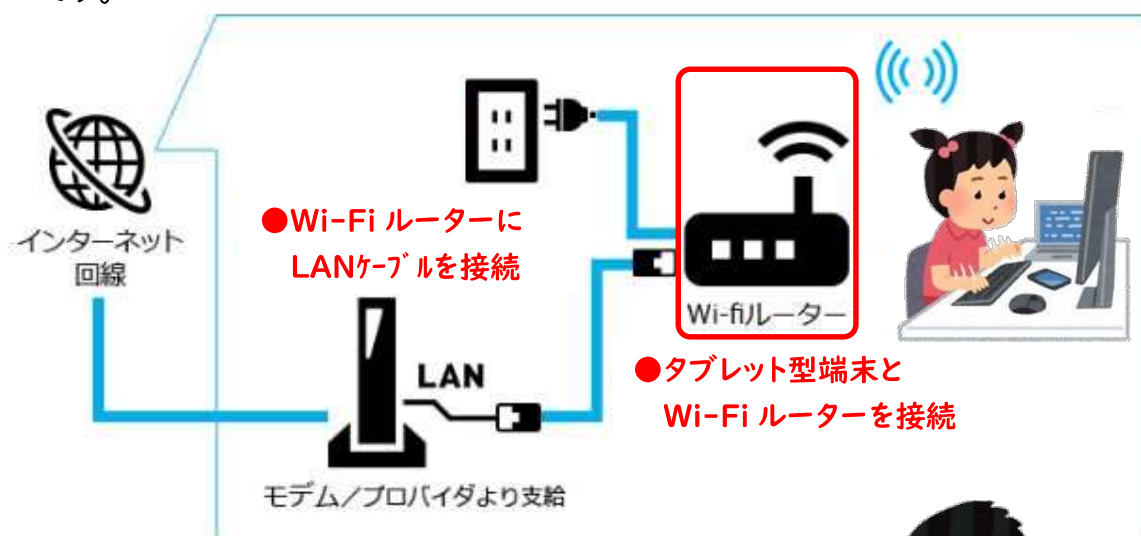 インターネット
回線
●Wi-Fi ルーターに
LANｹｰﾌﾞﾙを接続
Wi-fiルーター
LAN
●タブレット型端末と
Wi-Fi ルーターを接続
モデム／プロバイダより支給